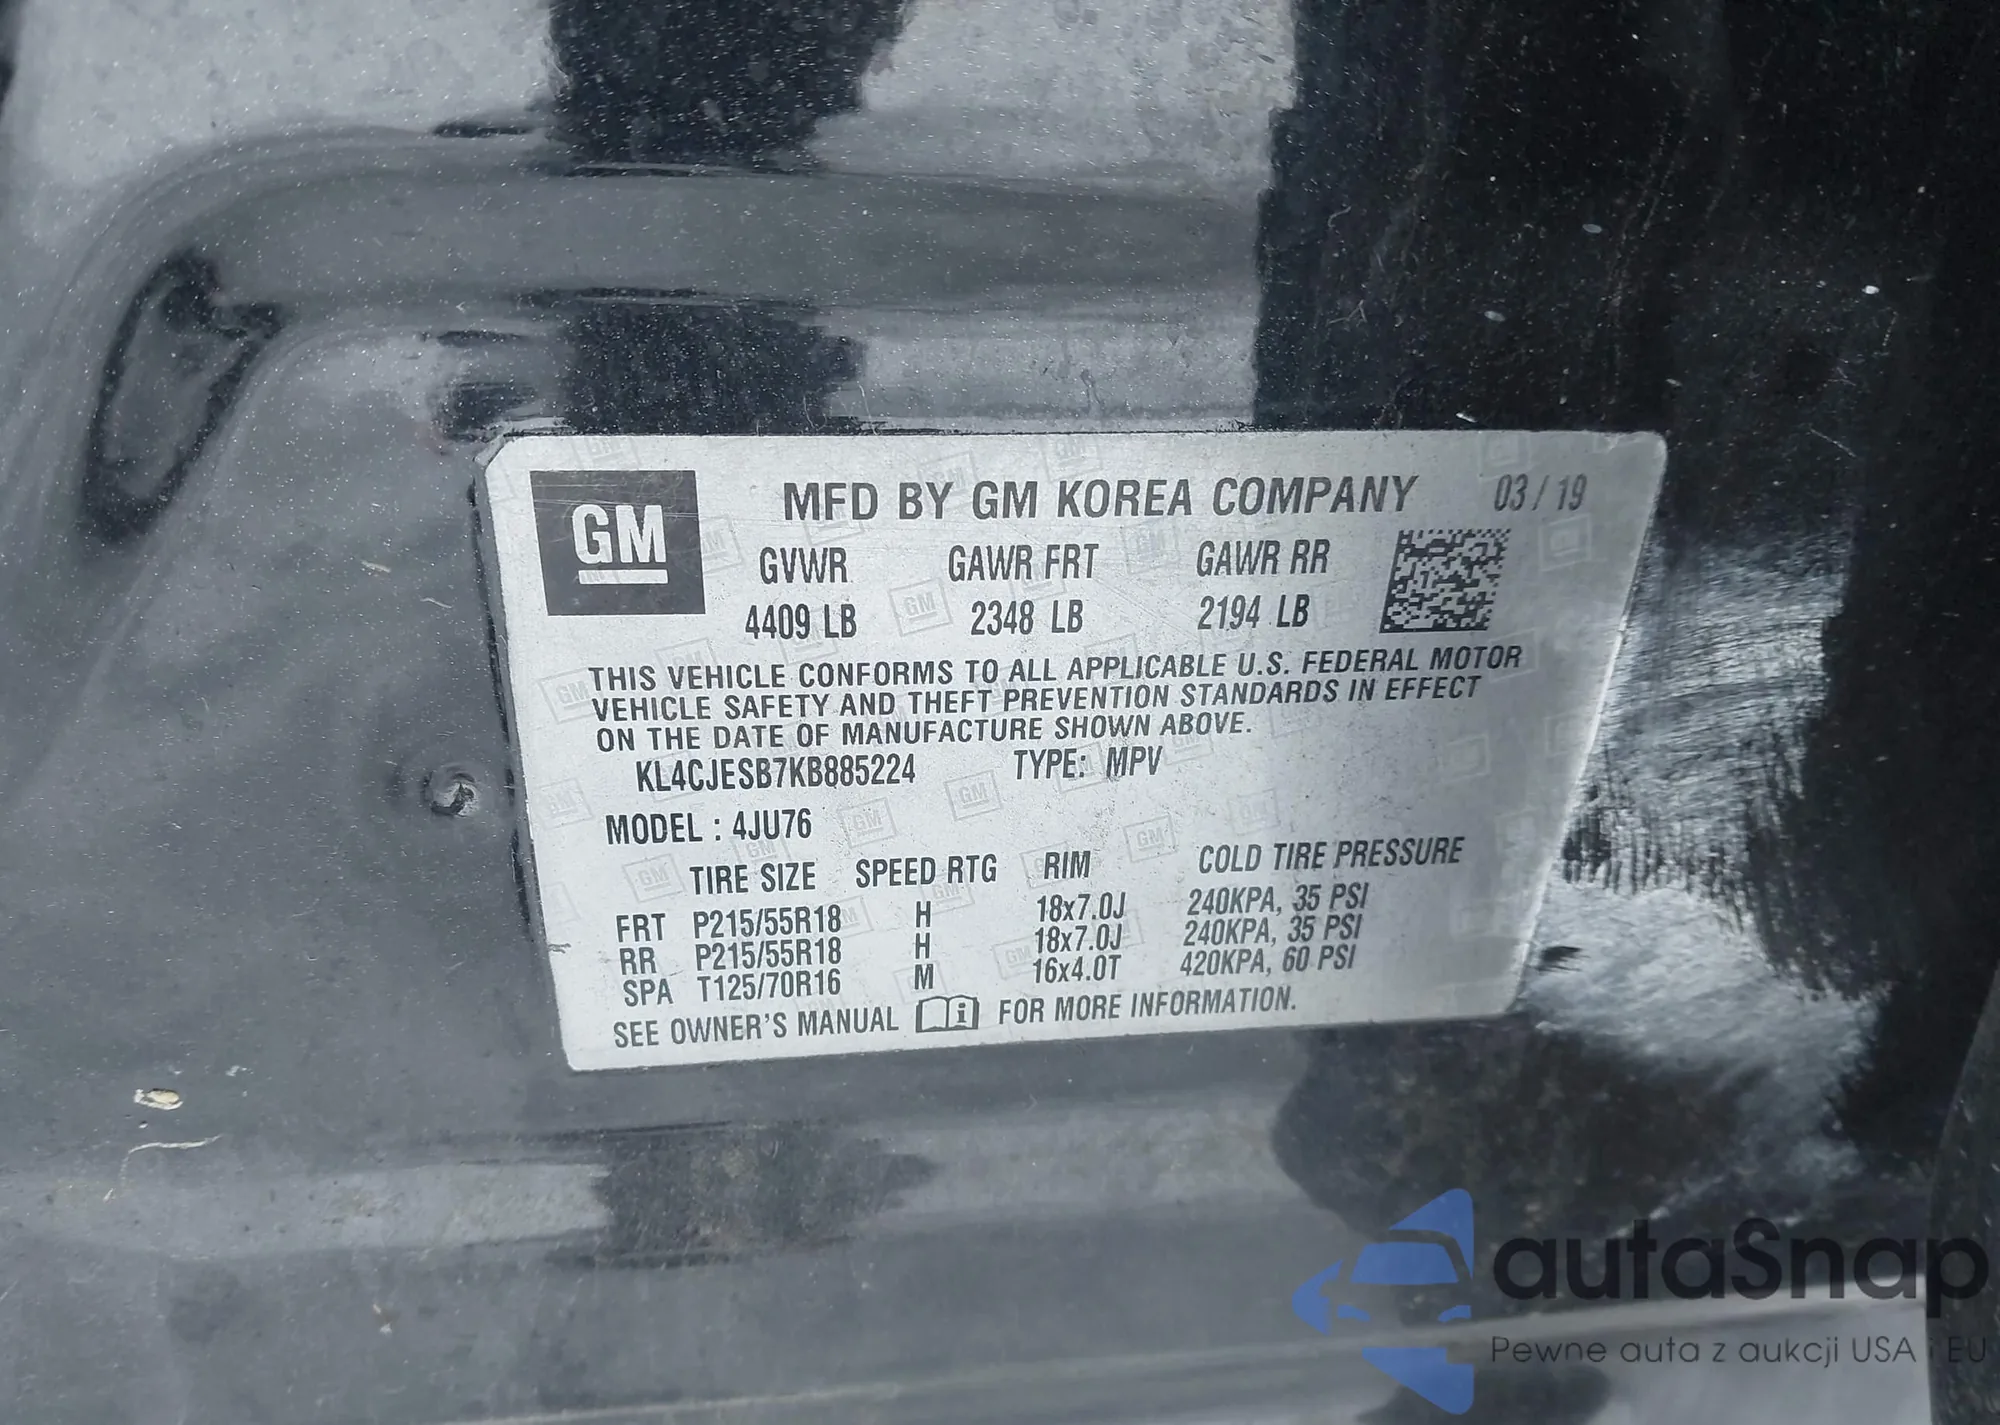 GM
MFD BY GM KOREA COMPANY 03/19
GVWR GAWR FRT GAWR RR
4409 LB 2348 LB 2194 LB
THIS VEHICLE CONFORMS TO ALL APPLICABLE U.S. FEDERAL MOTOR
VEHICLE SAFETY AND THEFT PREVENTION STANDARDS IN EFFECT
ON THE DATE OF MANUFACTURE SHOWN ABOVE.
KL4CJESB7KB885224 TYPE: MPV
MODEL : 4JU76
TIRE SIZE SPEED RTG RIM COLD TIRE PRESSURE
FRT P215/55R18 H 18x7.0J 240KPA, 35 PSI
RR P215/55R18 H 18x7.0J 240KPA, 35 PSI
SPA T125/70R16 M 16x4.0T 420KPA, 60 PSI
SEE OWNER'S MANUAL FOR MORE INFORMATION.
autaSnap
Pewne auta z aukcji USA i EU